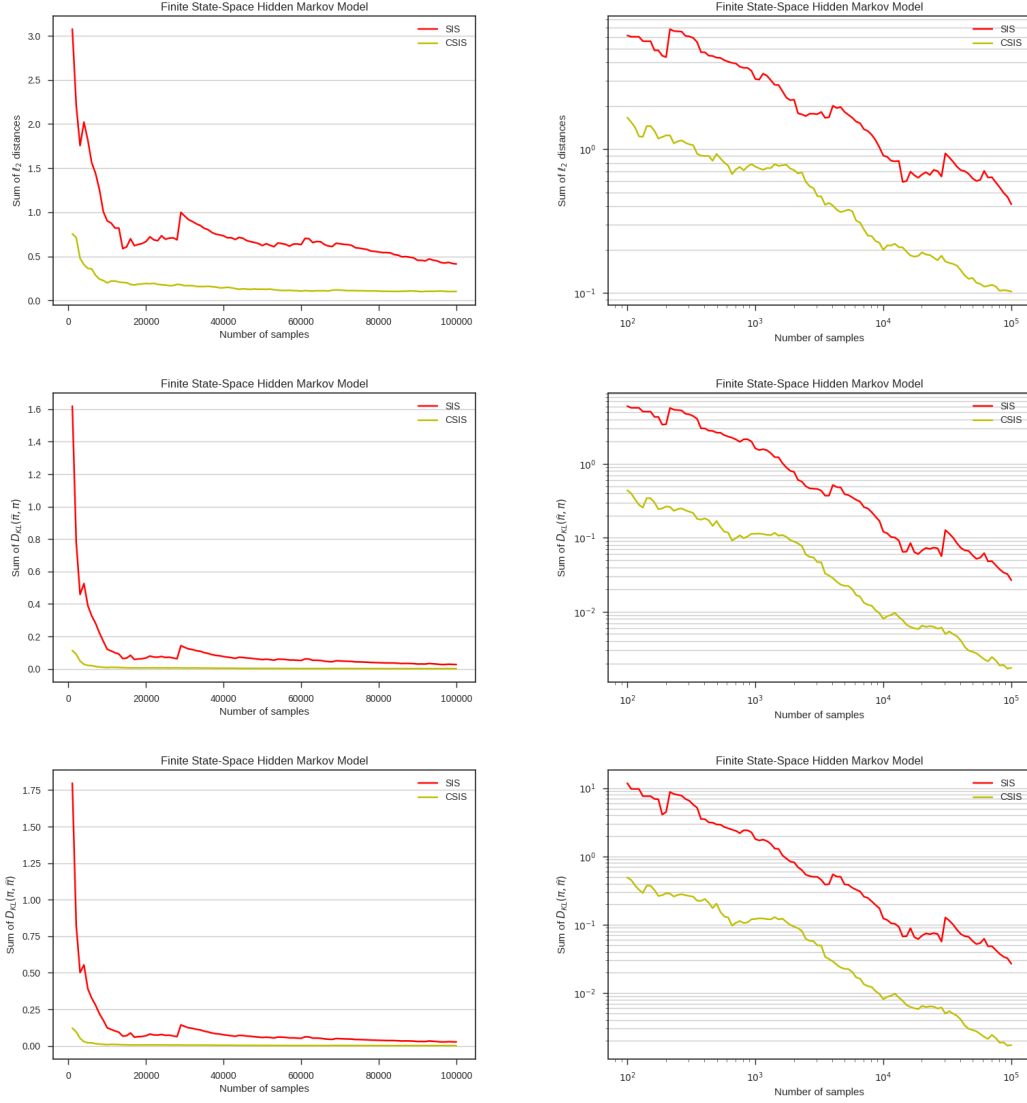 Finite State-Space Hidden Markov Model
SIS
CSIS
3.0
2.5
2.0
1.5
1.0
0.5
0.0
Sum of ℓ₂ distances
0
20000
40000
60000
80000
100000
Number of samples
Finite State-Space Hidden Markov Model
SIS
CSIS
10⁰
10⁻¹
Sum of ℓ₂ distances
10²
10³
10⁴
10⁵
Number of samples
Finite State-Space Hidden Markov Model
SIS
CSIS
1.6
1.4
1.2
1.0
0.8
0.6
0.4
0.2
0.0
Sum of D_KL(π̃, π)
0
20000
40000
60000
80000
100000
Number of samples
Finite State-Space Hidden Markov Model
SIS
CSIS
10⁰
10⁻¹
10⁻²
Sum of D_KL(π̃, π)
10²
10³
10⁴
10⁵
Number of samples
Finite State-Space Hidden Markov Model
SIS
CSIS
1.75
1.50
1.25
1.00
0.75
0.50
0.25
0.00
Sum of D_KL(π, π̃)
0
20000
40000
60000
80000
100000
Number of samples
Finite State-Space Hidden Markov Model
SIS
CSIS
10¹
10⁰
10⁻¹
10⁻²
Sum of D_KL(π, π̃)
10²
10³
10⁴
10⁵
Number of samples